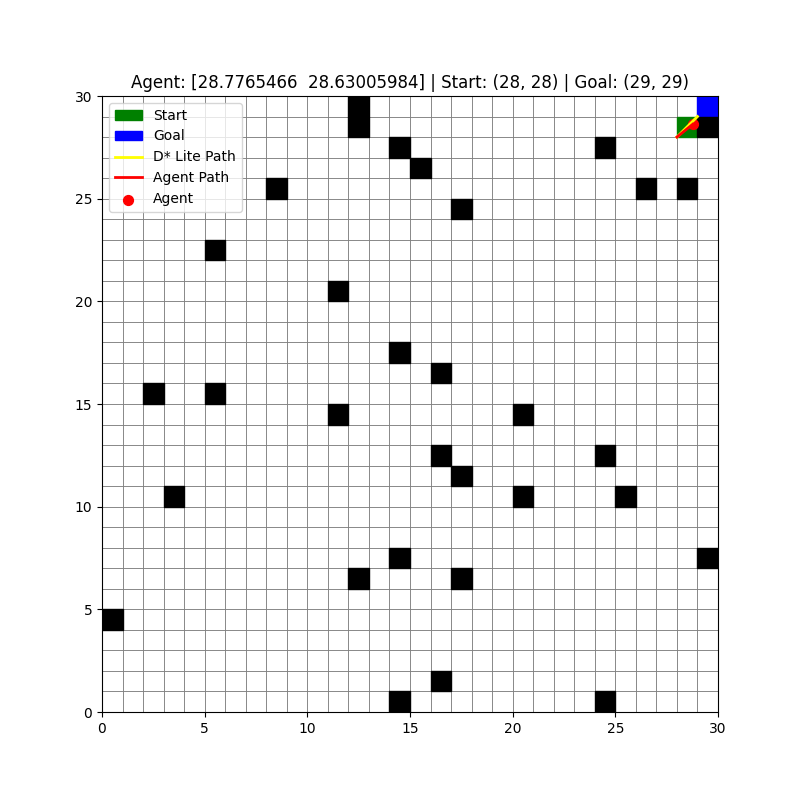 Agent: [28.7765466  28.63005984] | Start: (28, 28) | Goal: (29, 29)
Start
Goal
D* Lite Path
Agent Path
Agent
30
25
20
15
10
5
0
0 5 10 15 20 25 30